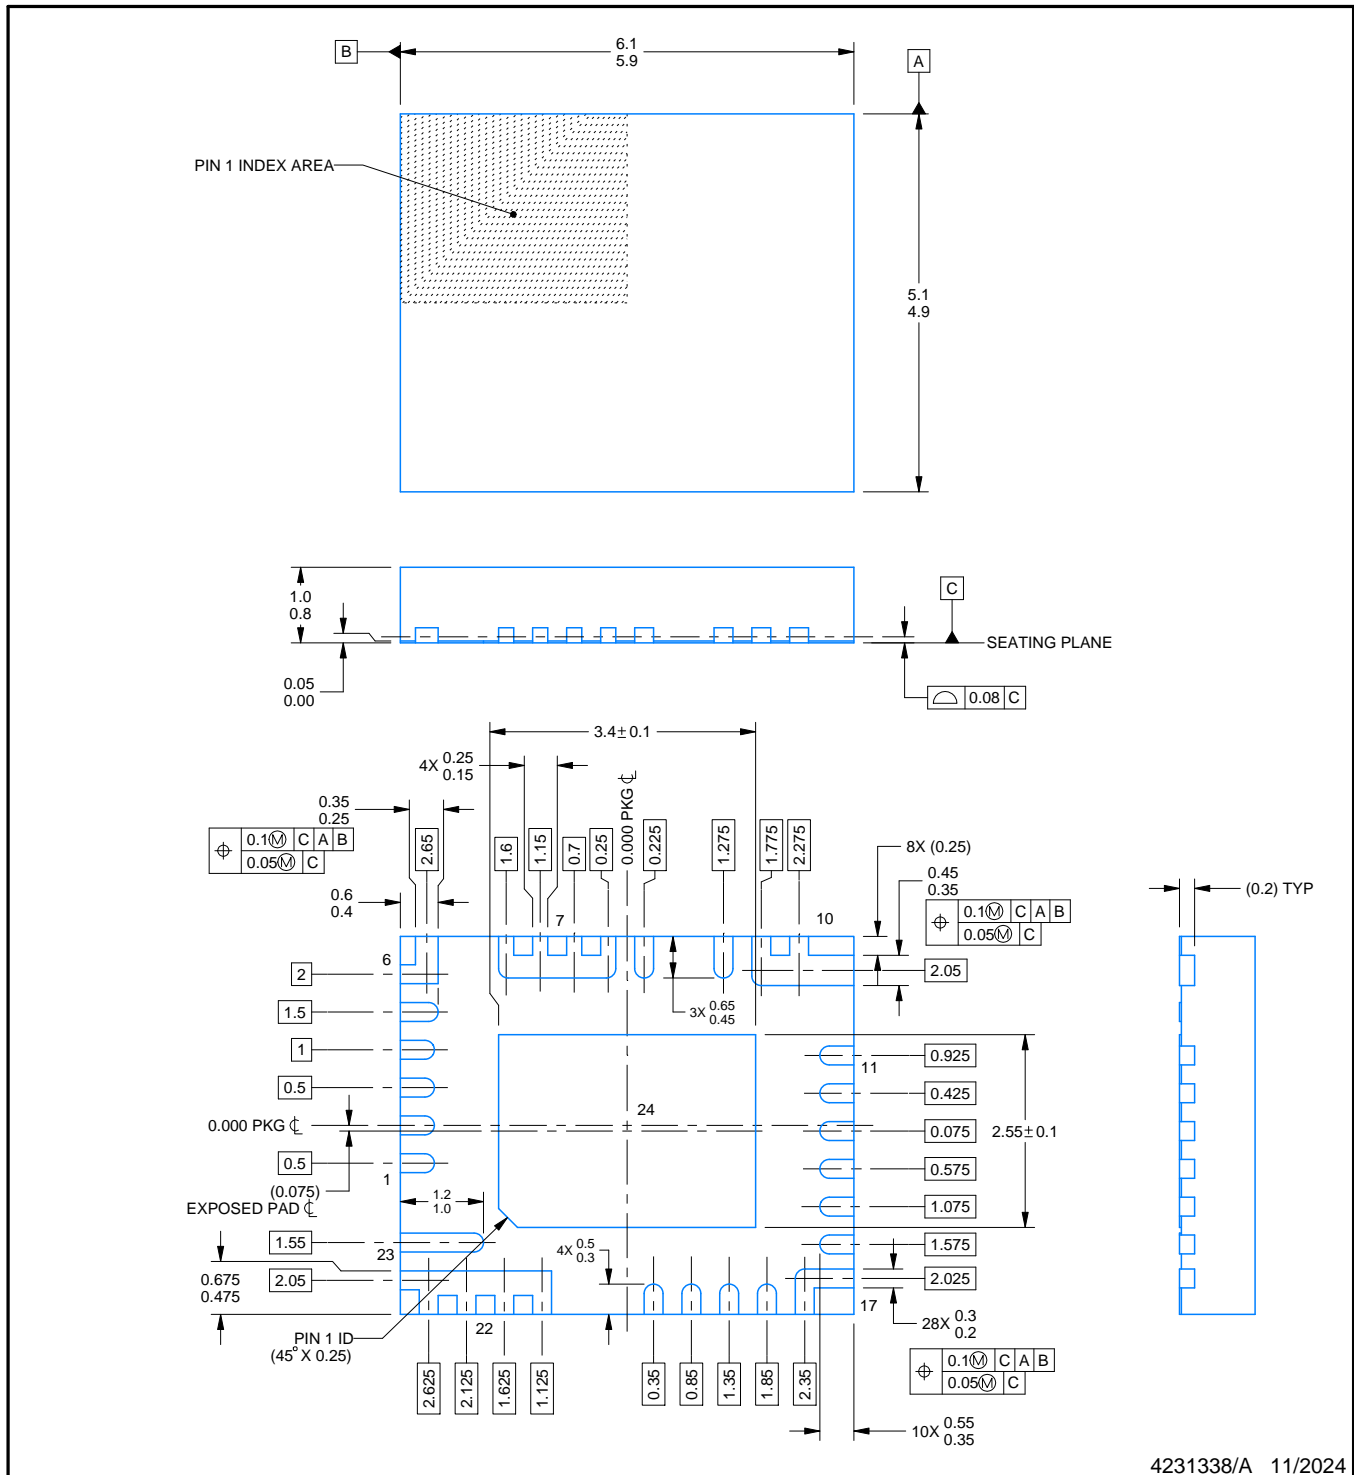 B
6.1
5.9
A
PIN 1 INDEX AREA
5.1
4.9
1.0
0.8
C
SEATING PLANE
0.05
0.00
0.08 C
3.4± 0.1
4X 0.25
0.15
0.35
0.25
0.1Ⓜ C A B
0.05Ⓜ C
2.65
1.6
1.15
0.7
0.25
0.000 PKG ℄
0.225
1.275
1.775
2.275
8X (0.25)
0.45
0.35
0.1Ⓜ C A B
0.05Ⓜ C
0.6
0.4
7
10
6
2
2.05
(0.2) TYP
1.5
3X 0.65
0.45
1
0.925
11
0.5
0.425
24
0.000 PKG ℄
0.075
2.55± 0.1
0.5
0.575
1
(0.075)
EXPOSED PAD ℄
1.2
1.0
1.075
1.55
23
4X 0.5
0.3
1.575
0.675
0.475
2.05
2.025
17
22
28X 0.3
0.2
PIN 1 ID
(45° X 0.25)
0.1Ⓜ C A B
0.05Ⓜ C
2.625
2.125
1.625
1.125
0.35
0.85
1.35
1.85
2.35
10X 0.55
0.35
4231338/A 11/2024